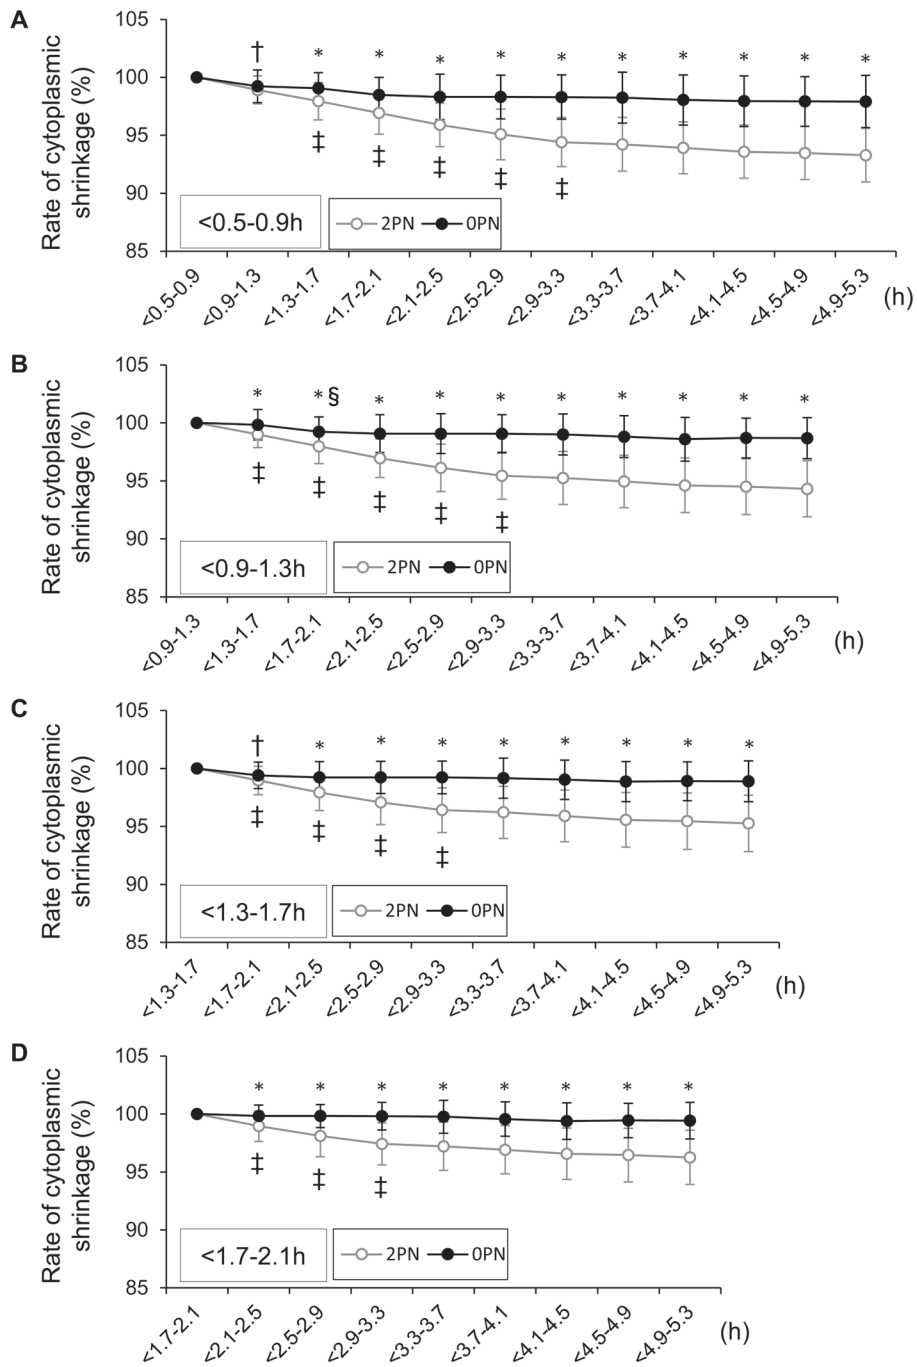 A
Rate of cytoplasmic
shrinkage (%)
105
100
95
90
85
† * * * * * * * * * *
‡ ‡ ‡ ‡ ‡
<0.5-0.9h
2PN 0PN
<0.5-0.9 <0.9-1.3 <1.3-1.7 <1.7-2.1 <2.1-2.5 <2.5-2.9 <2.9-3.3 <3.3-3.7 <3.7-4.1 <4.1-4.5 <4.5-4.9 <4.9-5.3 (h)
B
Rate of cytoplasmic
shrinkage (%)
105
100
95
90
85
* * § * * * * * * * *
‡ ‡ ‡ ‡ ‡
<0.9-1.3h
2PN 0PN
<0.9-1.3 <1.3-1.7 <1.7-2.1 <2.1-2.5 <2.5-2.9 <2.9-3.3 <3.3-3.7 <3.7-4.1 <4.1-4.5 <4.5-4.9 <4.9-5.3 (h)
C
Rate of cytoplasmic
shrinkage (%)
105
100
95
90
85
† * * * * * * * *
‡ ‡ ‡ ‡
<1.3-1.7h
2PN 0PN
<1.3-1.7 <1.7-2.1 <2.1-2.5 <2.5-2.9 <2.9-3.3 <3.3-3.7 <3.7-4.1 <4.1-4.5 <4.5-4.9 <4.9-5.3 (h)
D
Rate of cytoplasmic
shrinkage (%)
105
100
95
90
85
* * * * * * * *
‡ ‡ ‡
<1.7-2.1h
2PN 0PN
<1.7-2.1 <2.1-2.5 <2.5-2.9 <2.9-3.3 <3.3-3.7 <3.7-4.1 <4.1-4.5 <4.5-4.9 <4.9-5.3 (h)